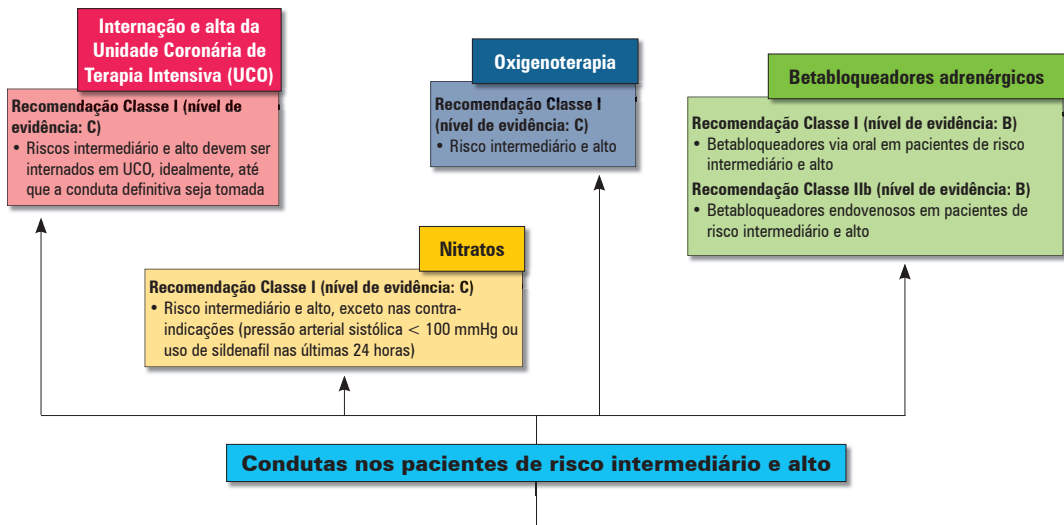 Internação e alta da
Unidade Coronária de
Terapia Intensiva (UCO)
Recomendação Classe I (nível de
evidência: C)
• Riscos intermediário e alto devem ser
internados em UCO, idealmente, até
que a conduta definitiva seja tomada
Oxigenoterapia
Recomendação Classe I
(nível de evidência: C)
• Risco intermediário e alto
Betabloqueadores adrenérgicos
Recomendação Classe I (nível de evidência: B)
• Betabloqueadores via oral em pacientes de risco
intermediário e alto
Recomendação Classe IIb (nível de evidência: B)
• Betabloqueadores endovenosos em pacientes de
risco intermediário e alto
Nitratos
Recomendação Classe I (nível de evidência: C)
• Risco intermediário e alto, exceto nas contra-
indicações (pressão arterial sistólica < 100 mmHg ou
uso de sildenafil nas últimas 24 horas)
Condutas nos pacientes de risco intermediário e alto